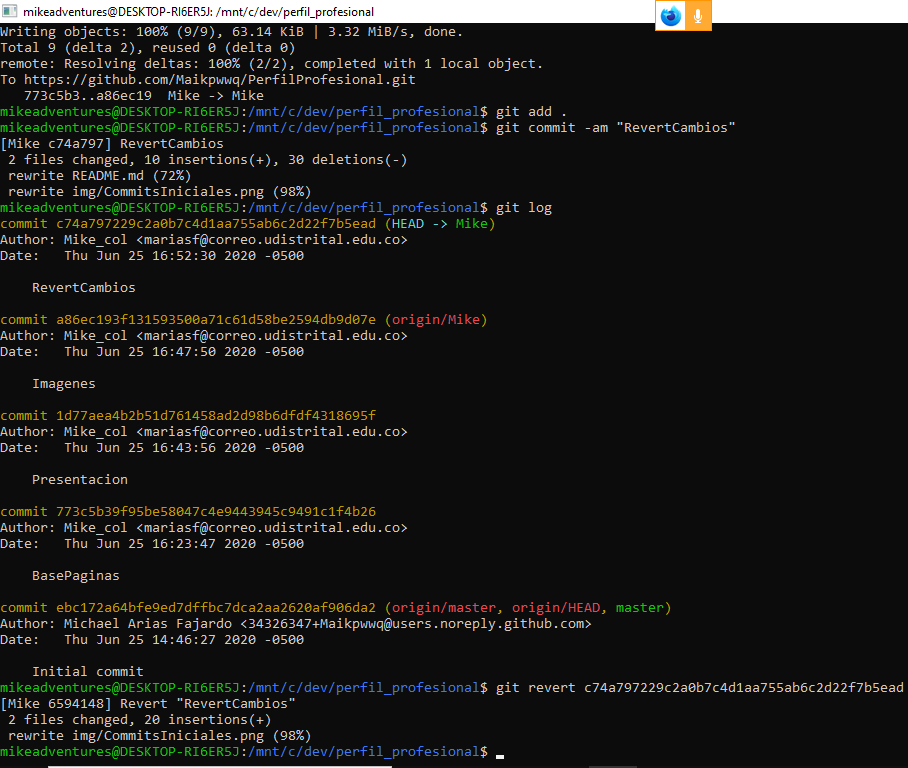 mikeadventures@DESKTOP-RI6ER5J: /mnt/c/dev/perfil_profesional
Writing objects: 100% (9/9), 63.14 KiB | 3.32 MiB/s, done.
Total 9 (delta 2), reused 0 (delta 0)
remote: Resolving deltas: 100% (2/2), completed with 1 local object.
To https://github.com/Maikpwwq/PerfilProfesional.git
   773c5b3..a86ec19  Mike -> Mike
mikeadventures@DESKTOP-RI6ER5J:/mnt/c/dev/perfil_profesional$ git add .
mikeadventures@DESKTOP-RI6ER5J:/mnt/c/dev/perfil_profesional$ git commit -am "RevertCambios"
[Mike c74a797] RevertCambios
 2 files changed, 10 insertions(+), 30 deletions(-)
 rewrite README.md (72%)
 rewrite img/CommitsIniciales.png (98%)
mikeadventures@DESKTOP-RI6ER5J:/mnt/c/dev/perfil_profesional$ git log
commit c74a797229c2a0b7c4d1aa755ab6c2d22f7b5ead (HEAD -> Mike)
Author: Mike_col <mariasf@correo.udistrital.edu.co>
Date:   Thu Jun 25 16:52:30 2020 -0500
    RevertCambios
commit a86ec193f131593500a71c61d58be2594db9d07e (origin/Mike)
Author: Mike_col <mariasf@correo.udistrital.edu.co>
Date:   Thu Jun 25 16:47:50 2020 -0500
    Imagenes
commit 1d77aea4b2b51d761458ad2d98b6dfdf4318695f
Author: Mike_col <mariasf@correo.udistrital.edu.co>
Date:   Thu Jun 25 16:43:56 2020 -0500
    Presentacion
commit 773c5b39f95be58047c4e9443945c9491c1f4b26
Author: Mike_col <mariasf@correo.udistrital.edu.co>
Date:   Thu Jun 25 16:23:47 2020 -0500
    BasePaginas
commit ebc172a64bfe9ed7dffbc7dca2aa2620af906da2 (origin/master, origin/HEAD, master)
Author: Michael Arias Fajardo <34326347+Maikpwwq@users.noreply.github.com>
Date:   Thu Jun 25 14:46:27 2020 -0500
    Initial commit
mikeadventures@DESKTOP-RI6ER5J:/mnt/c/dev/perfil_profesional$ git revert c74a797229c2a0b7c4d1aa755ab6c2d22f7b5ead
[Mike 6594148] Revert "RevertCambios"
 2 files changed, 20 insertions(+)
 rewrite img/CommitsIniciales.png (98%)
mikeadventures@DESKTOP-RI6ER5J:/mnt/c/dev/perfil_profesional$